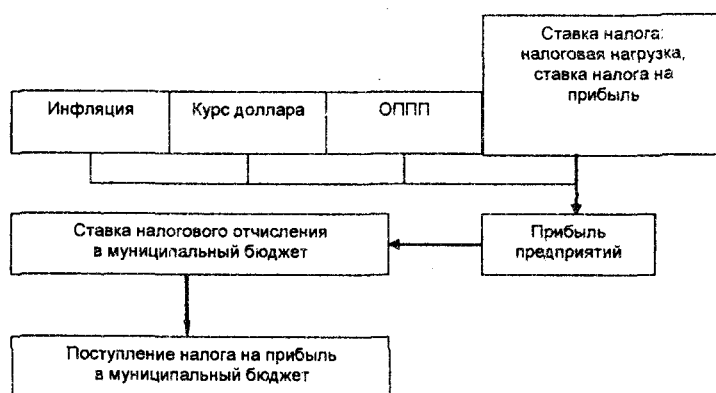 Ставка налога:
налоговая нагрузка,
ставка налога на
прибыль
Инфляция
Курс доллара
ОППП
Ставка налогового отчисления
в муниципальный бюджет
Прибыль
предприятий
Поступление налога на прибыль
в муниципальный бюджет